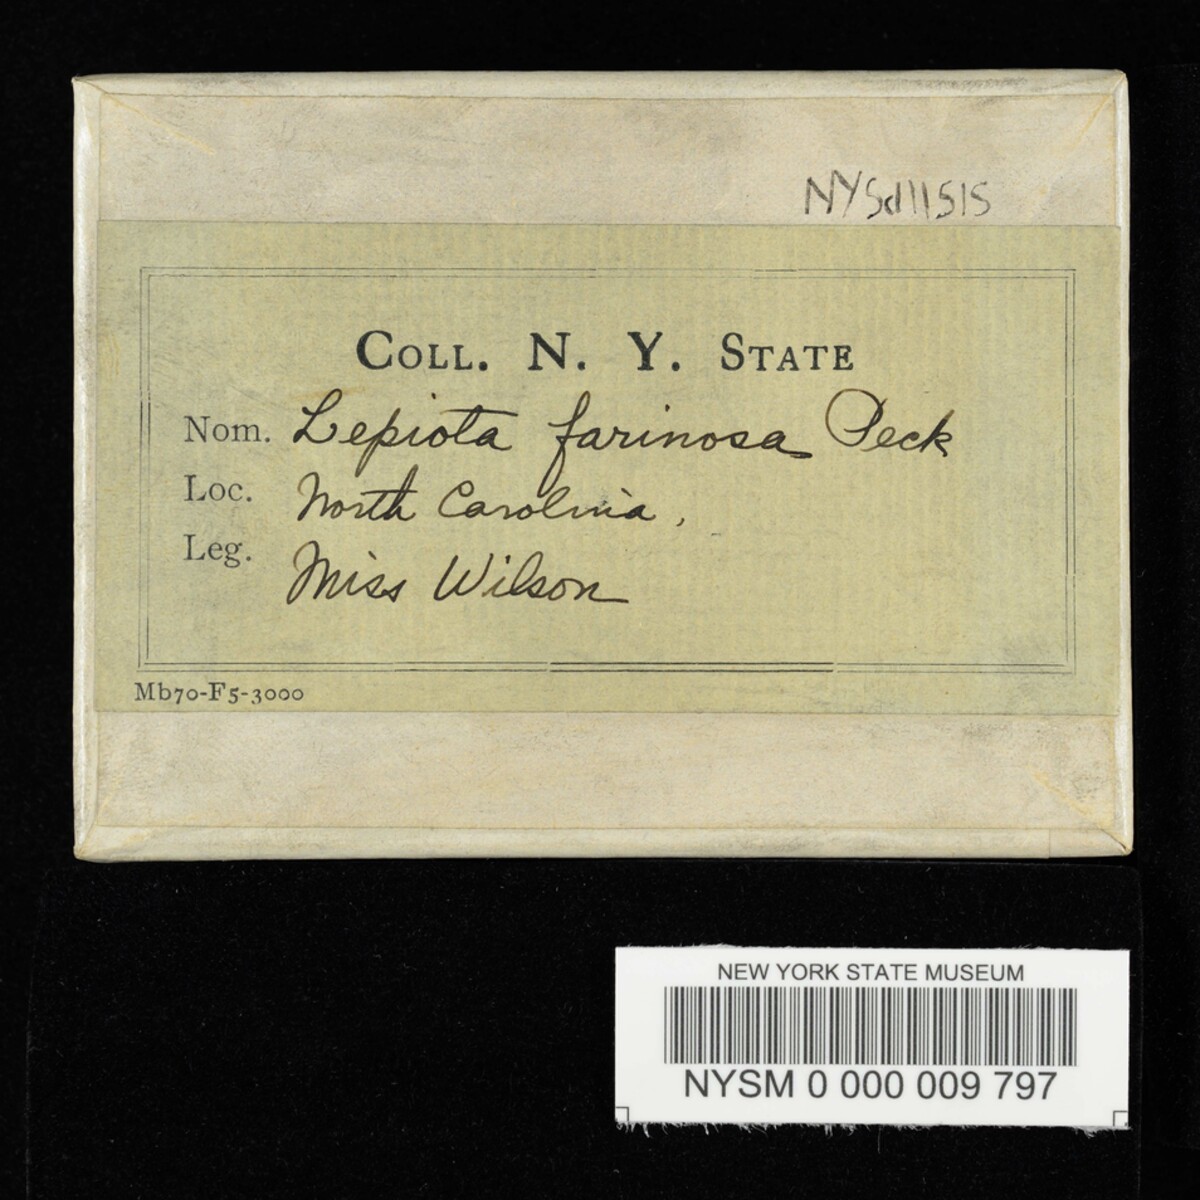 NYSd11515
COLL. N. Y. STATE
Nom. Lepiota farinosa Peck
Loc. North Carolina,
Leg. Miss Wilson
Mb70-F5-3000
NEW YORK STATE MUSEUM
NYSM 0 000 009 797